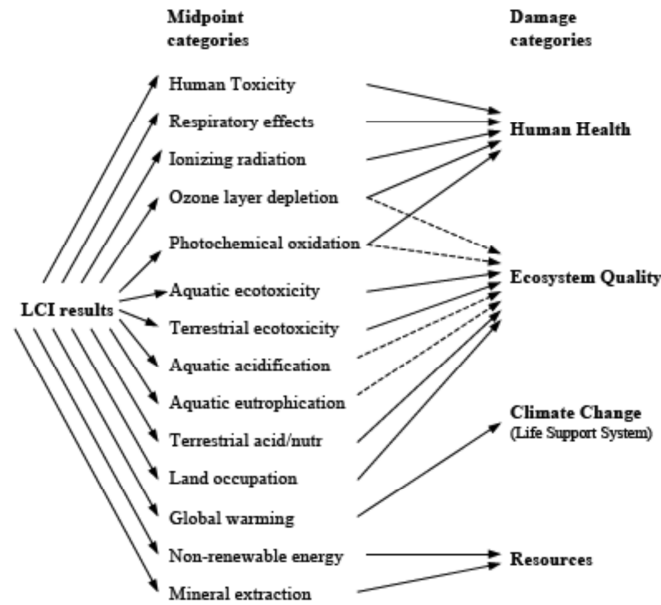 Midpoint
categories
Damage
categories
Human Toxicity
Respiratory effects
Human Health
Ionizing radiation
Ozone layer depletion
Photochemical oxidation
Ecosystem Quality
Aquatic ecotoxicity
LCI results
Terrestrial ecotoxicity
Aquatic acidification
Aquatic eutrophication
Climate Change
(Life Support System)
Terrestrial acid/nutr
Land occupation
Global warming
Non-renewable energy
Resources
Mineral extraction